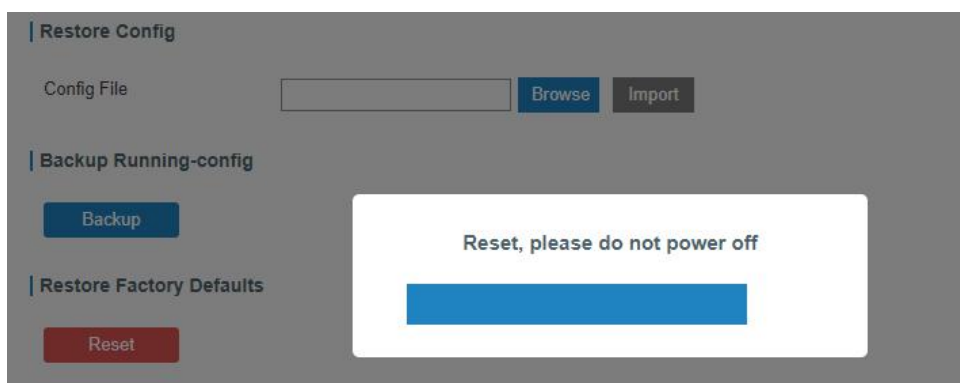 Restore Config
Config File
Browse
Import
Backup Running-config
Backup
Reset, please do not power off
Restore Factory Defaults
Reset